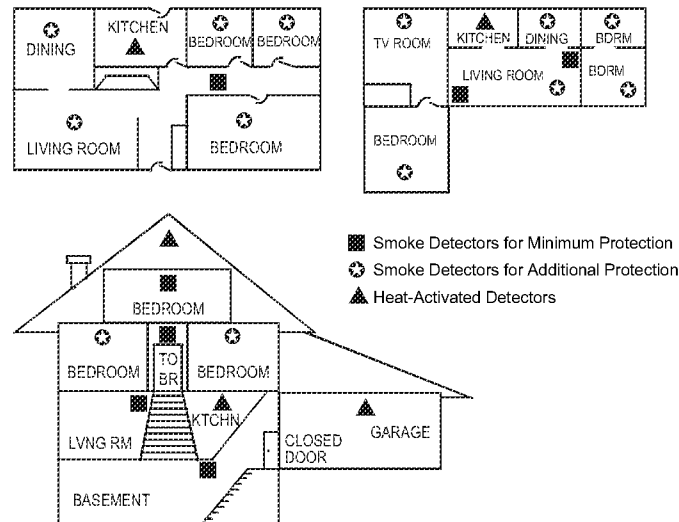 DINING
KITCHEN
BEDROOM
BEDROOM
LIVING ROOM
BEDROOM
TV ROOM
KITCHEN
DINING
BDRM
LIVING ROOM
BDRM
BEDROOM
Smoke Detectors for Minimum Protection
Smoke Detectors for Additional Protection
Heat-Activated Detectors
BEDROOM
BEDROOM
TO
BR
BEDROOM
LVNG RM
KTCHN
CLOSED
DOOR
GARAGE
BASEMENT